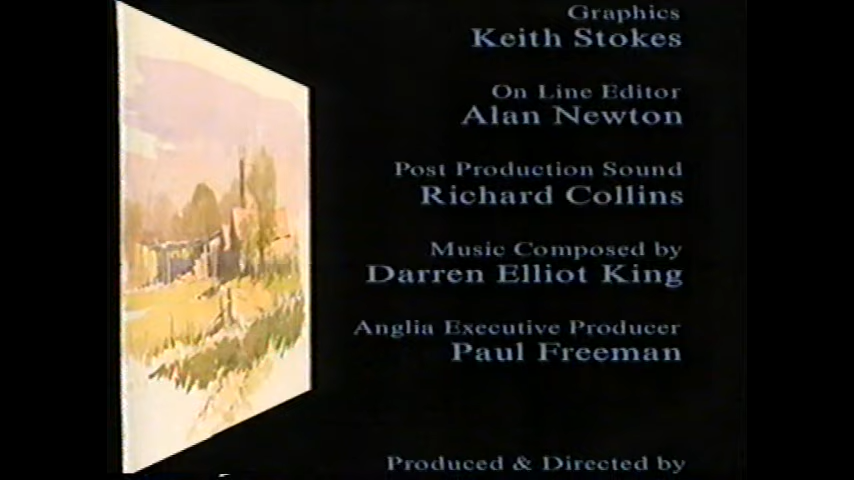 Graphics
Keith Stokes
On Line Editor
Alan Newton
Post Production Sound
Richard Collins
Music Composed by
Darren Elliot King
Anglia Executive Producer
Paul Freeman
Produced & Directed by